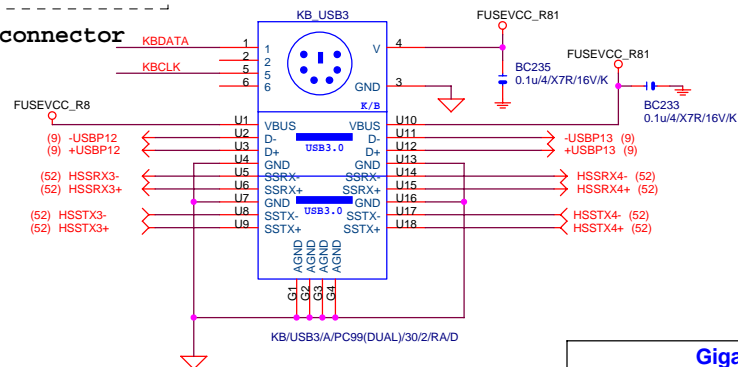 connector
KB_USB3
FUSEVCC_R81
KBDATA
1
1
V
4
2
2
KBCLK
5
5
6
6
GND
3
K/B
BC235
0.1u/4/X7R/16V/K
FUSEVCC_R81
BC233
0.1u/4/X7R/16V/K
FUSEVCC_R8
U1
VBUS
VBUS
U10
(9) -USBP12
U2
D-
D-
U11
-USBP13 (9)
(9) +USBP12
U3
D+
D+
U12
+USBP13 (9)
USB3.0
U4
GND
GND
U13
(52) HSSRX3-
U5
SSRX-
SSRX-
U14
HSSRX4- (52)
(52) HSSRX3+
U6
SSRX+
SSRX+
U15
HSSRX4+ (52)
U7
GND
GND
U16
(52) HSSTX3-
U8
SSTX-
SSTX-
U17
HSSTX4- (52)
(52) HSSTX3+
U9
SSTX+
SSTX+
U18
HSSTX4+ (52)
USB3.0
AGND
AGND
AGND
AGND
G1
G2
G3
G4
KB/USB3/A/PC99(DUAL)/30/2/RA/D
Giga